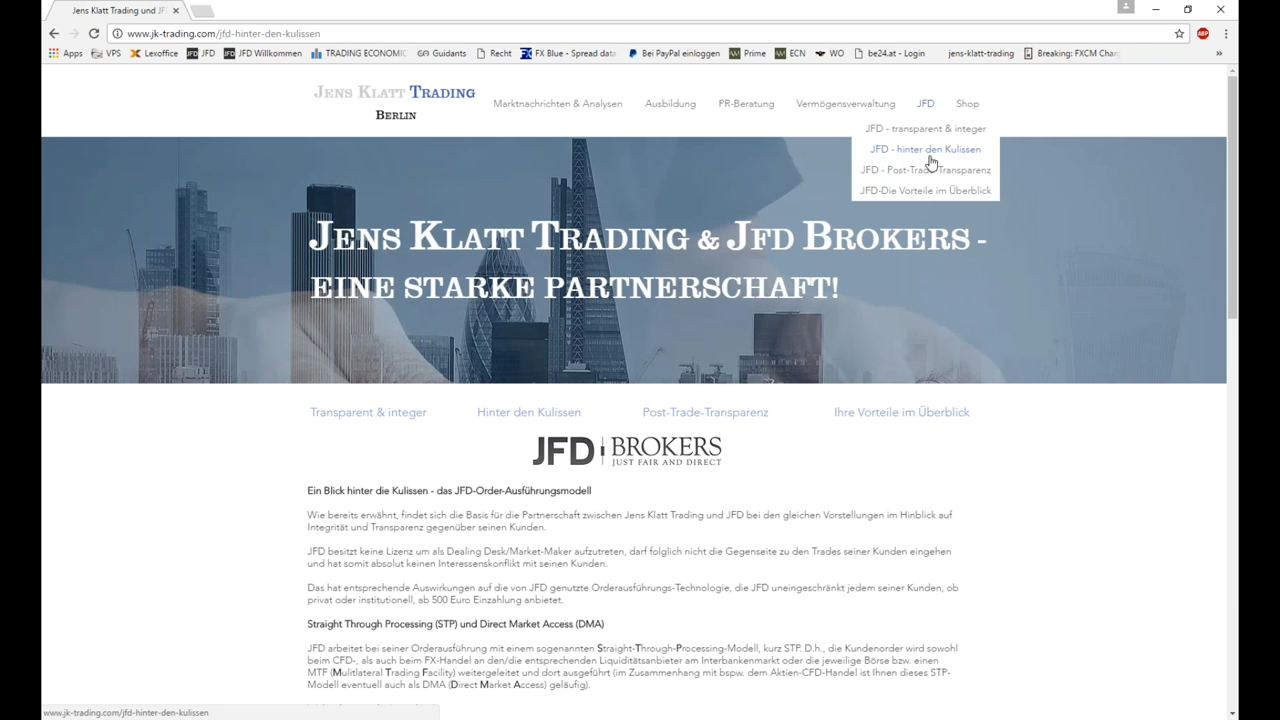 Jens Klatt Trading und JF
www.jk-trading.com/jfd-hinter-den-kulissen
Apps VPS Lexoffice JFD JFD Willkommen TRADING ECONOMIC Guidants Recht FX Blue - Spread data Bei PayPal einloggen Prime ECN WO be24.at - Login jens-klatt-trading Breaking: FXCM Chan »
JENS KLATT TRADING
BERLIN
Marktnachrichten & Analysen Ausbildung PR-Beratung Vermögensverwaltung JFD Shop
JFD - transparent & integer
JFD - hinter den Kulissen
JFD - Post-Trade-Transparenz
JFD-Die Vorteile im Überblick
JENS KLATT TRADING & JFD BROKERS -
EINE STARKE PARTNERSCHAFT!
Transparent & integer Hinter den Kulissen Post-Trade-Transparenz Ihre Vorteile im Überblick
JFD BROKERS
JUST FAIR AND DIRECT
Ein Blick hinter die Kulissen - das JFD-Order-Ausführungsmodell
Wie bereits erwähnt, findet sich die Basis für die Partnerschaft zwischen Jens Klatt Trading und JFD bei den gleichen Vorstellungen im Hinblick auf
Integrität und Transparenz gegenüber seinen Kunden.
JFD besitzt keine Lizenz um als Dealing Desk/Market-Maker aufzutreten, darf folglich nicht die Gegenseite zu den Trades seiner Kunden eingehen
und hat somit absolut keinen Interessenskonflikt mit seinen Kunden.
Das hat entsprechende Auswirkungen auf die von JFD genutzte Orderausführungs-Technologie, die JFD uneingeschränkt jedem seiner Kunden, ob
privat oder institutionell, ab 500 Euro Einzahlung anbietet.
Straight Through Processing (STP) und Direct Market Access (DMA)
JFD arbeitet bei seiner Orderausführung mit einem sogenannten Straight-Through-Processing-Modell, kurz STP. D.h., die Kundenorder wird sowohl
beim CFD-, als auch beim FX-Handel an den/die entsprechenden Liquiditätsanbieter am Interbankenmarkt oder die jeweilige Börse bzw. einen
MTF (Mulitlateral Trading Facility) weitergeleitet und dort ausgeführt (im Zusammenhang mit bspw. dem Aktien-CFD-Handel ist Ihnen dieses STP-
Modell eventuell auch als DMA (Direct Market Access) geläufig).
www.jk-trading.com/jfd-hinter-den-kulissen